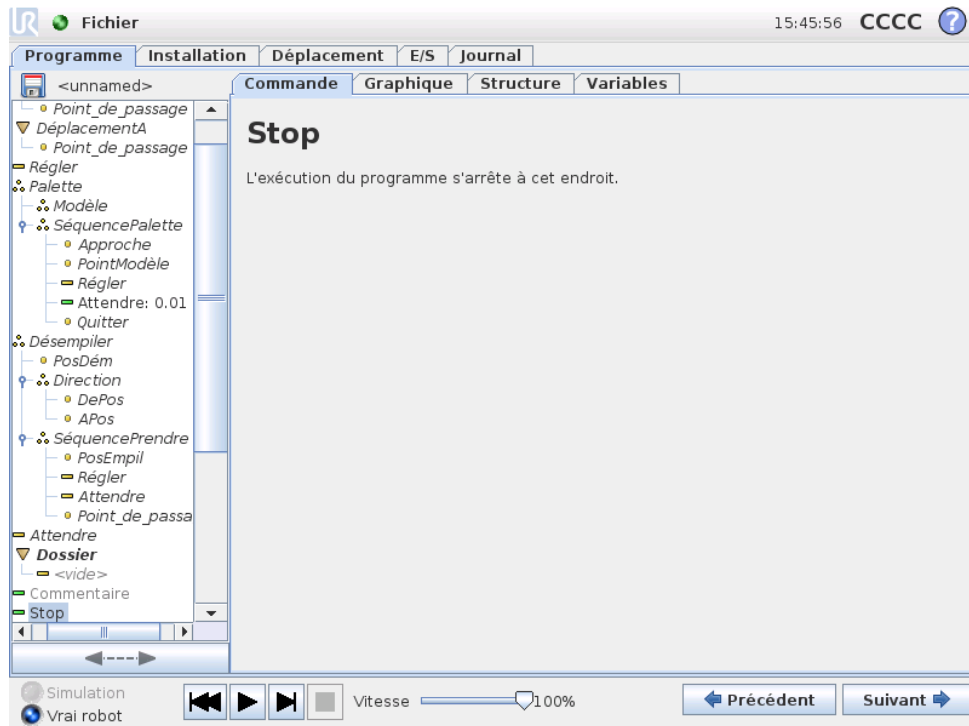 UR Fichier 15:45:56 CCCC ?
Programme Installation Déplacement E/S Journal
<unnamed>
Commande Graphique Structure Variables
Point_de_passage
DéplacementA
Point_de_passage
Régler
Palette
Modèle
SéquencePalette
Approche
PointModèle
Régler
Attendre: 0.01
Quitter
Désempiler
PosDém
Direction
DePos
APos
SéquencePrendre
PosEmpil
Régler
Attendre
Point_de_passa
Attendre
Dossier
<vide>
Commentaire
Stop
Stop
L'exécution du programme s'arrête à cet endroit.
Simulation
Vrai robot
Vitesse 100%
Précédent Suivant